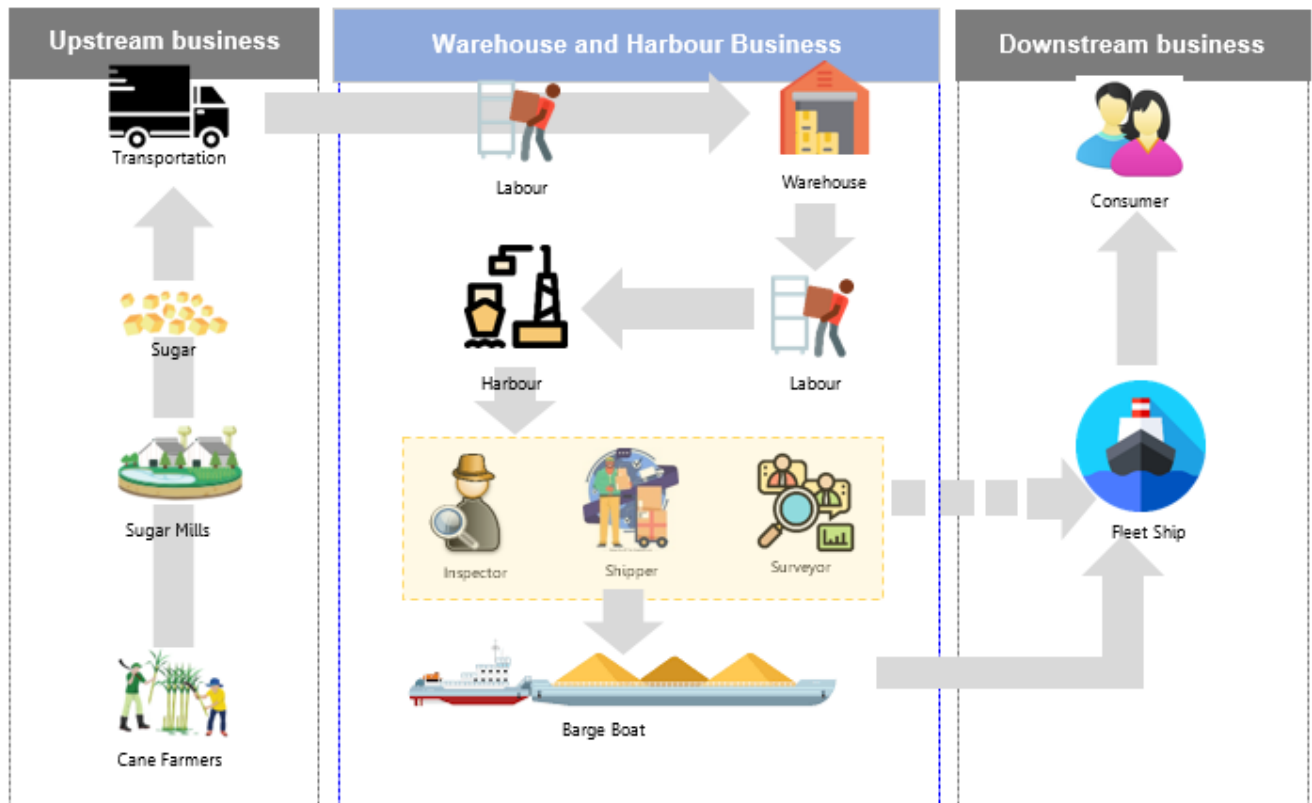 Upstream business
Warehouse and Harbour Business
Downstream business
Transportation
Labour
Warehouse
Consumer
Sugar
Harbour
Labour
Sugar Mills
Inspector
Shipper
Surveyor
Fleet Ship
Barge Boat
Cane Farmers